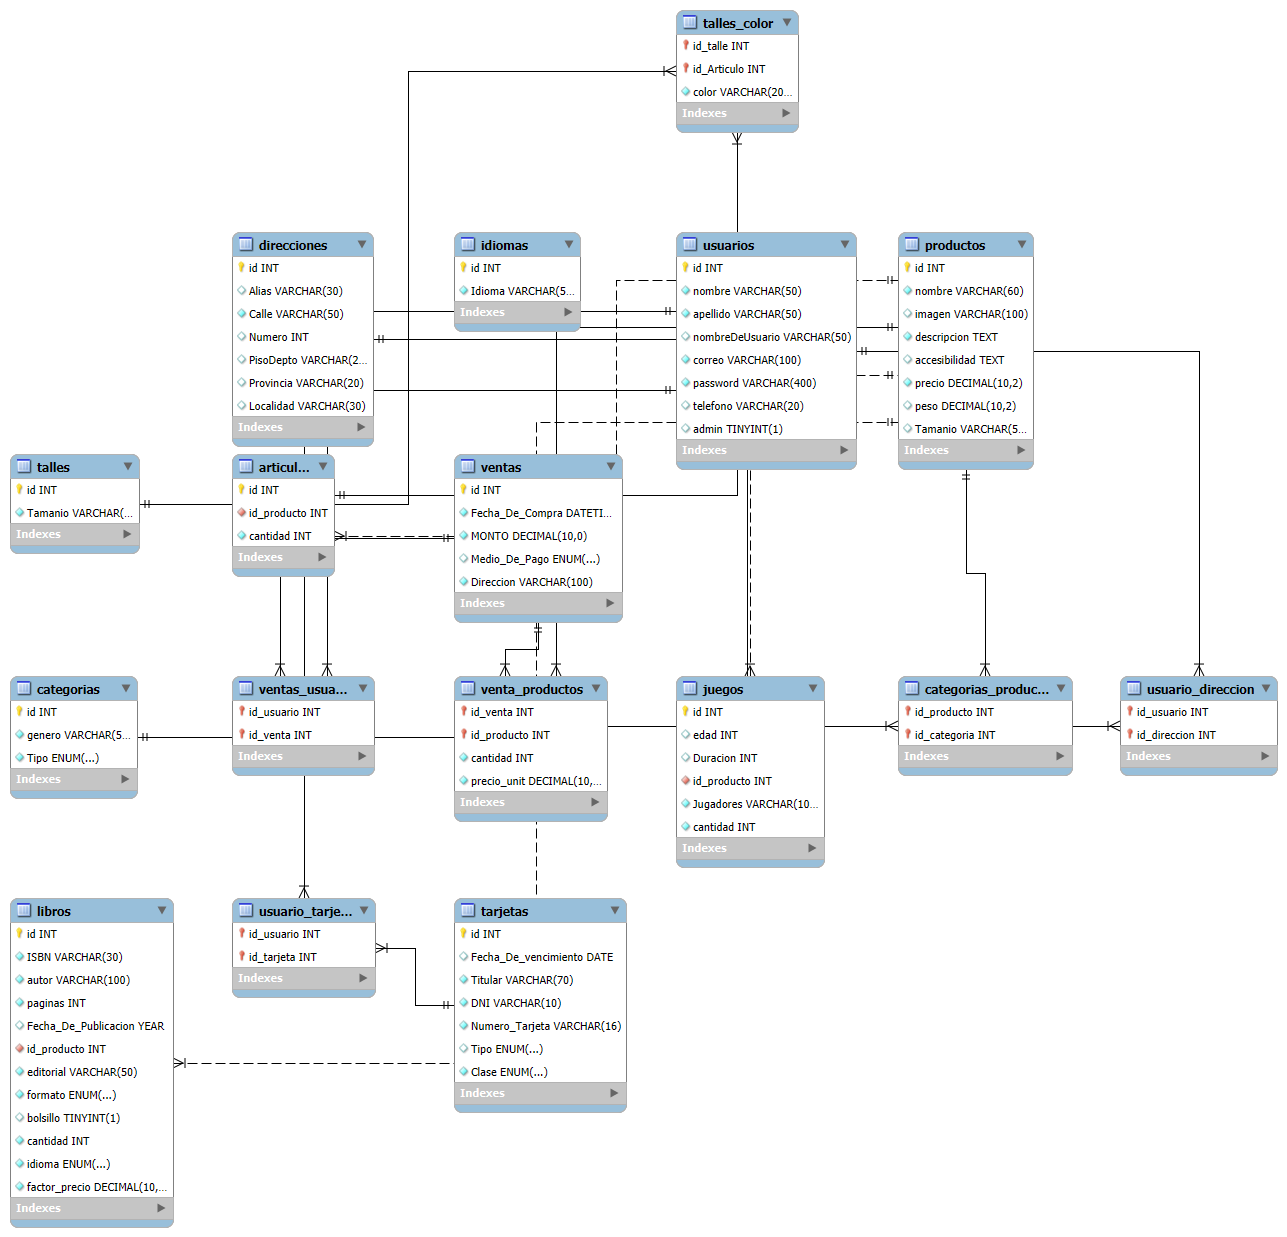 talles_color
id_talle INT
id_Articulo INT
color VARCHAR(20...
Indexes
direcciones
id INT
Alias VARCHAR(30)
Calle VARCHAR(50)
Numero INT
PisoDepto VARCHAR(2...
Provincia VARCHAR(20)
Localidad VARCHAR(30)
Indexes
idiomas
id INT
Idioma VARCHAR(5...
Indexes
usuarios
id INT
nombre VARCHAR(50)
apellido VARCHAR(50)
nombreDeUsuario VARCHAR(50)
correo VARCHAR(100)
password VARCHAR(400)
telefono VARCHAR(20)
admin TINYINT(1)
Indexes
productos
id INT
nombre VARCHAR(60)
imagen VARCHAR(100)
descripcion TEXT
accesibilidad TEXT
precio DECIMAL(10,2)
peso DECIMAL(10,2)
Tamanio VARCHAR(5...
Indexes
talles
id INT
Tamanio VARCHAR(...
Indexes
articul...
id INT
id_producto INT
cantidad INT
Indexes
ventas
id INT
Fecha_De_Compra DATETI...
MONTO DECIMAL(10,0)
Medio_De_Pago ENUM(...)
Direccion VARCHAR(100)
Indexes
categorias
id INT
genero VARCHAR(5...
Tipo ENUM(...)
Indexes
ventas_usua...
id_usuario INT
id_venta INT
Indexes
venta_productos
id_venta INT
id_producto INT
cantidad INT
precio_unit DECIMAL(10,...
Indexes
juegos
id INT
edad INT
Duracion INT
id_producto INT
Jugadores VARCHAR(10...
cantidad INT
Indexes
categorias_produc...
id_producto INT
id_categoria INT
Indexes
usuario_direccion
id_usuario INT
id_direccion INT
Indexes
libros
id INT
ISBN VARCHAR(30)
autor VARCHAR(100)
paginas INT
Fecha_De_Publicacion YEAR
id_producto INT
editorial VARCHAR(50)
formato ENUM(...)
bolsillo TINYINT(1)
cantidad INT
idioma ENUM(...)
factor_precio DECIMAL(10,...
Indexes
usuario_tarje...
id_usuario INT
id_tarjeta INT
Indexes
tarjetas
id INT
Fecha_De_vencimiento DATE
Titular VARCHAR(70)
DNI VARCHAR(10)
Numero_Tarjeta VARCHAR(16)
Tipo ENUM(...)
Clase ENUM(...)
Indexes